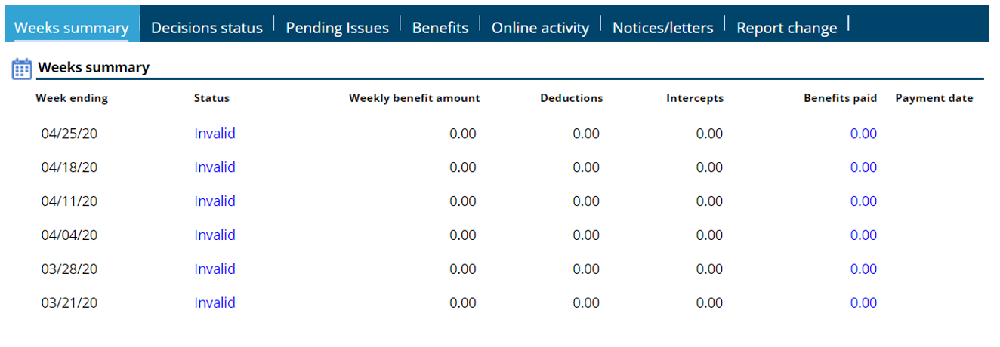 Weeks summary Decisions status Pending Issues Benefits Online activity Notices/letters Report change
Weeks summary
Week ending Status Weekly benefit amount Deductions Intercepts Benefits paid Payment date
04/25/20 Invalid 0.00 0.00 0.00 0.00
04/18/20 Invalid 0.00 0.00 0.00 0.00
04/11/20 Invalid 0.00 0.00 0.00 0.00
04/04/20 Invalid 0.00 0.00 0.00 0.00
03/28/20 Invalid 0.00 0.00 0.00 0.00
03/21/20 Invalid 0.00 0.00 0.00 0.00